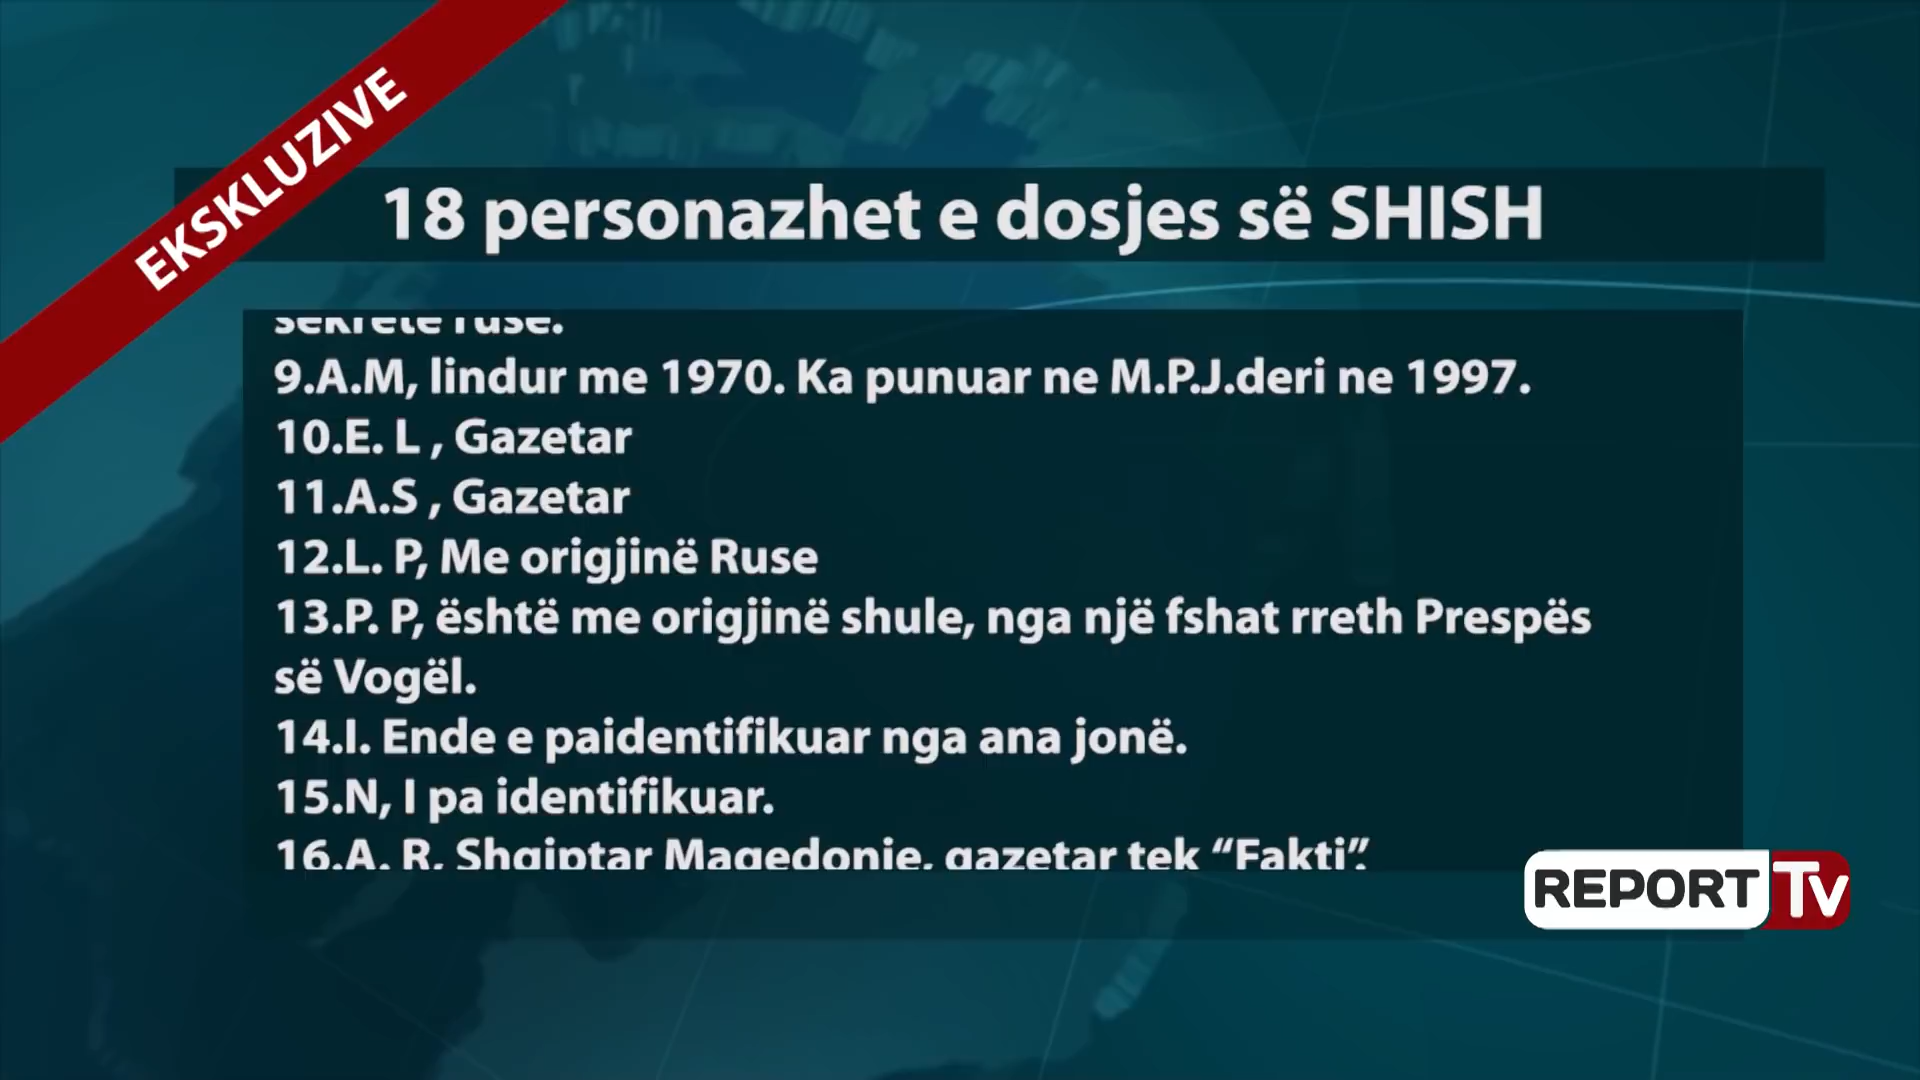 EKSKLUZIVE
18 personazhet e dosjes së SHISH
sekrete ruse.
9.A.M, lindur me 1970. Ka punuar ne M.P.J.deri ne 1997.
10.E. L , Gazetar
11.A.S , Gazetar
12.L. P, Me origjinë Ruse
13.P. P, është me origjinë shule, nga një fshat rreth Prespës
së Vogël.
14.I. Ende e paidentifikuar nga ana jonë.
15.N, I pa identifikuar.
16.A. R, Shqiptar Maqedonie, gazetar tek “Fakti”.
REPORT Tv